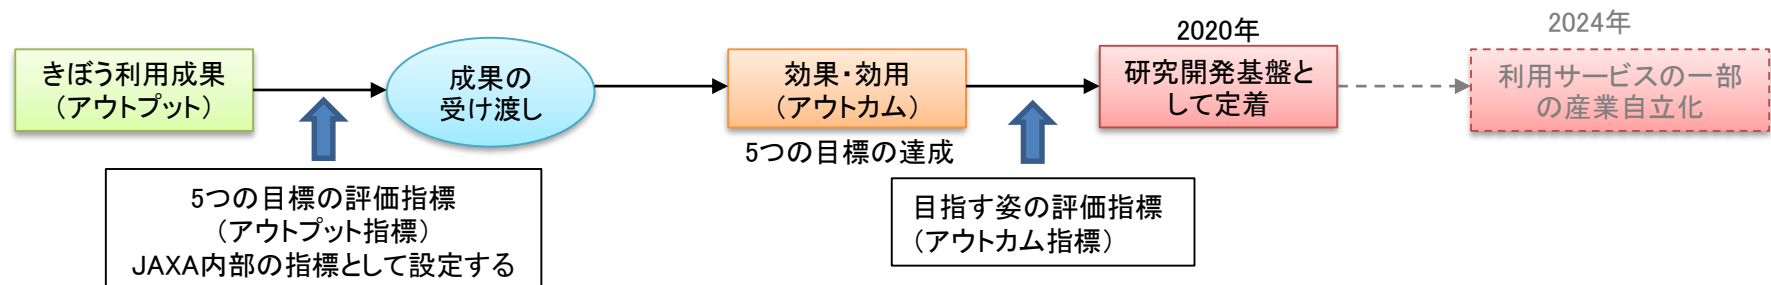 きぼう利用成果
（アウトプット）
成果の
受け渡し
効果・効用
（アウトカム）
5つの目標の達成
2020年
研究開発基盤と
して定着
2024年
利用サービスの一部
の産業自立化
5つの目標の評価指標
（アウトプット指標）
JAXA内部の指標として設定する
目指す姿の評価指標
（アウトカム指標）